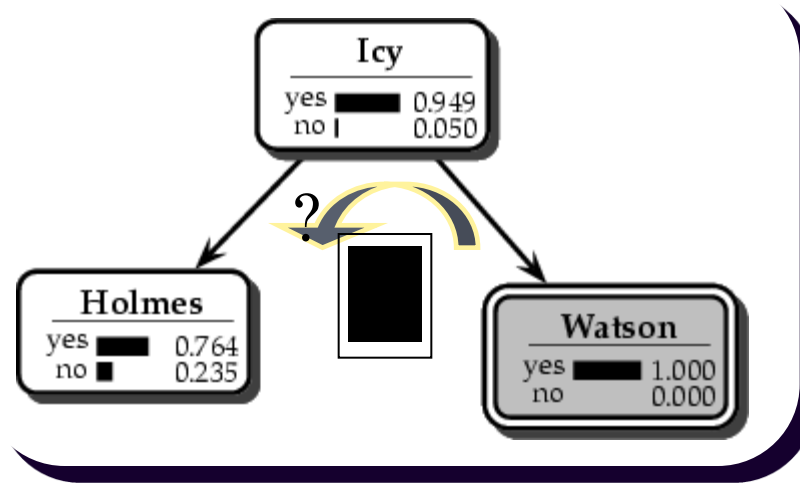 Icy
yes 0.949
no 0.050
?
Holmes
yes 0.764
no 0.235
Watson
yes 1.000
no 0.000